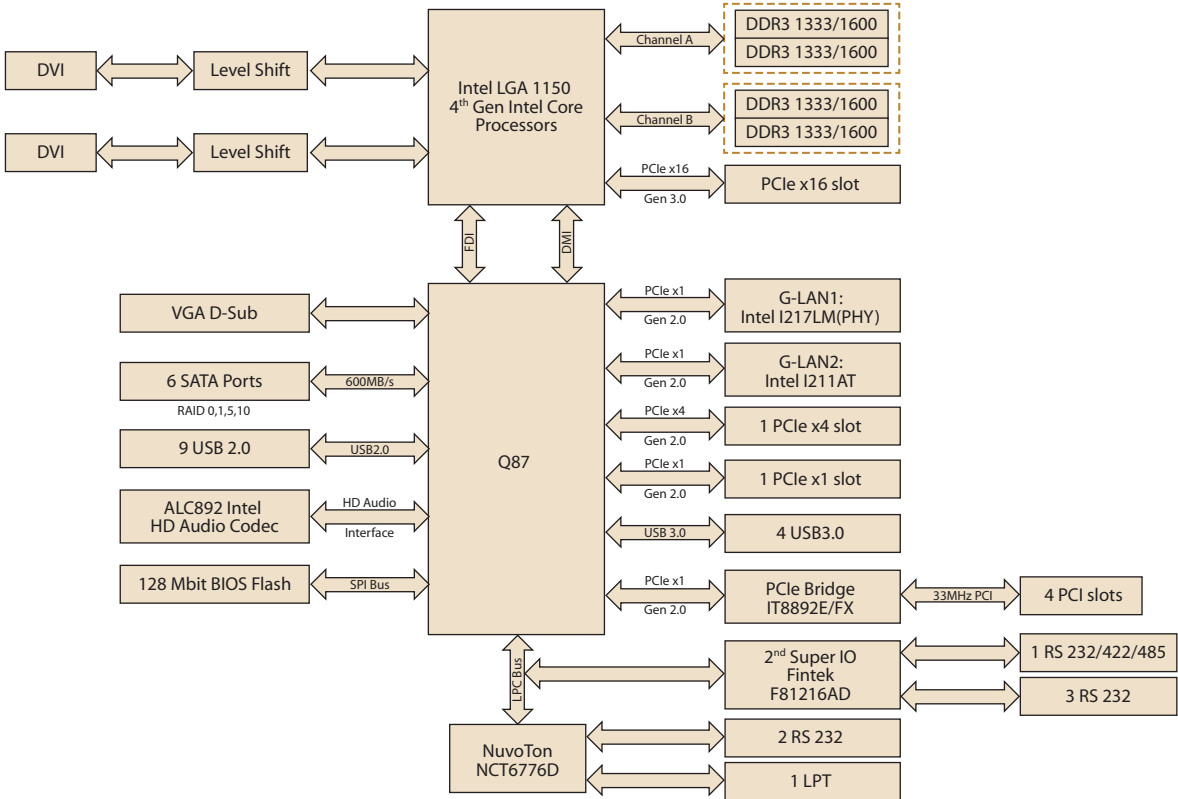 DVI
Level Shift
DVI
Level Shift
Intel LGA 1150
4th Gen Intel Core
Processors
Channel A
DDR3 1333/1600
DDR3 1333/1600
Channel B
DDR3 1333/1600
DDR3 1333/1600
PCIe x16
Gen 3.0
PCIe x16 slot
FDI
DMI
VGA D-Sub
6 SATA Ports
600MB/s
RAID 0,1,5,10
9 USB 2.0
USB2.0
ALC892 Intel
HD Audio Codec
HD Audio
Interface
128 Mbit BIOS Flash
SPI Bus
Q87
PCIe x1
Gen 2.0
G-LAN1:
Intel I217LM(PHY)
PCIe x1
Gen 2.0
G-LAN2:
Intel I211AT
PCIe x4
Gen 2.0
1 PCIe x4 slot
PCIe x1
Gen 2.0
1 PCIe x1 slot
USB 3.0
4 USB3.0
PCIe x1
Gen 2.0
PCIe Bridge
IT8892E/FX
33MHz PCI
4 PCI slots
LPC Bus
2nd Super IO
Fintek
F81216AD
1 RS 232/422/485
3 RS 232
NuvoTon
NCT6776D
2 RS 232
1 LPT